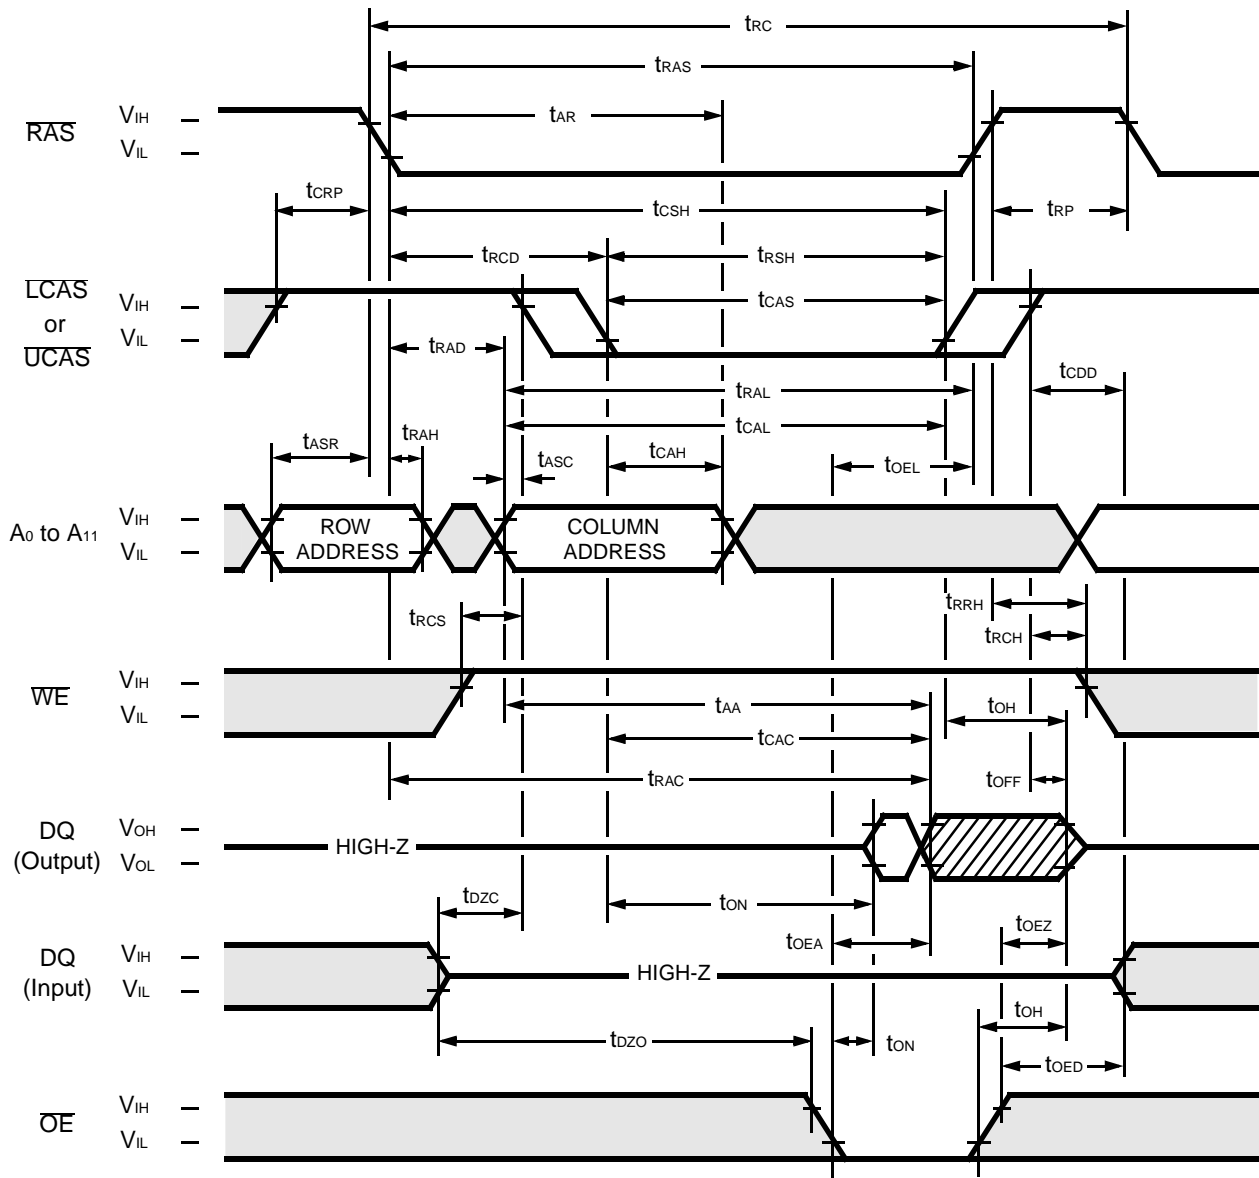 tRC
tRAS
tAR
RAS
VIH
VIL
tCRP
tCSH
tRP
tRCD
tRSH
LCAS
or
UCAS
VIH
VIL
tCAS
tRAD
tCDD
tRAL
tCAL
tASR
tRAH
tASC
tCAH
tOEL
A0 to A11
VIH
VIL
ROW
ADDRESS
COLUMN
ADDRESS
tRCS
tRRH
tRCH
WE
VIH
VIL
tAA
tOH
tCAC
tRAC
tOFF
DQ
(Output)
VOH
VOL
HIGH-Z
tDZC
tON
tOEA
tOEZ
DQ
(Input)
VIH
VIL
HIGH-Z
tOH
tDZO
tON
tOED
OE
VIH
VIL